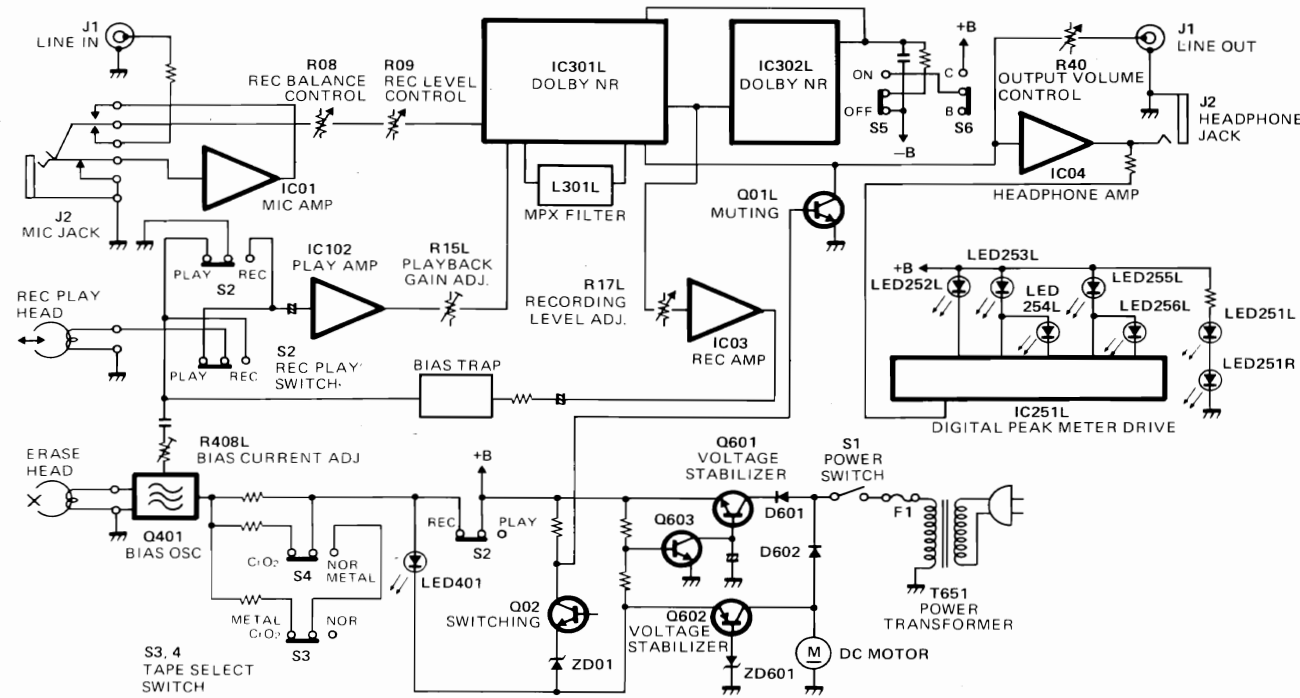 J1
LINE IN
R08
REC BALANCE
CONTROL
R09
REC LEVEL
CONTROL
IC301L
DOLBY NR
IC302L
DOLBY NR
+B
ON
OFF
S5
C
B
S6
–B
J1
LINE OUT
R40
OUTPUT VOLUME
CONTROL
J2
HEADPHONE
JACK
IC04
HEADPHONE AMP
IC01
MIC AMP
J2
MIC JACK
L301L
MPX FILTER
Q01L
MUTING
PLAY
REC
S2
IC102
PLAY AMP
R15L
PLAYBACK
GAIN ADJ.
R17L
RECORDING
LEVEL ADJ.
IC03
REC AMP
+B
LED252L
LED253L
LED
254L
LED255L
LED256L
LED251L
LED251R
IC251L
DIGITAL PEAK METER DRIVE
REC PLAY
HEAD
PLAY
REC
S2
REC PLAY
SWITCH
BIAS TRAP
R408L
BIAS CURRENT ADJ
ERASE
HEAD
Q401
BIAS OSC
+B
REC
PLAY
S2
Q601
VOLTAGE
STABILIZER
S1
POWER
SWITCH
F1
D601
Q603
D602
CrO2
S4
NOR
METAL
LED401
METAL
CrO2
S3
NOR
Q02
SWITCHING
ZD01
Q602
VOLTAGE
STABILIZER
ZD601
M
DC MOTOR
T651
POWER
TRANSFORMER
S3, 4
TAPE SELECT
SWITCH